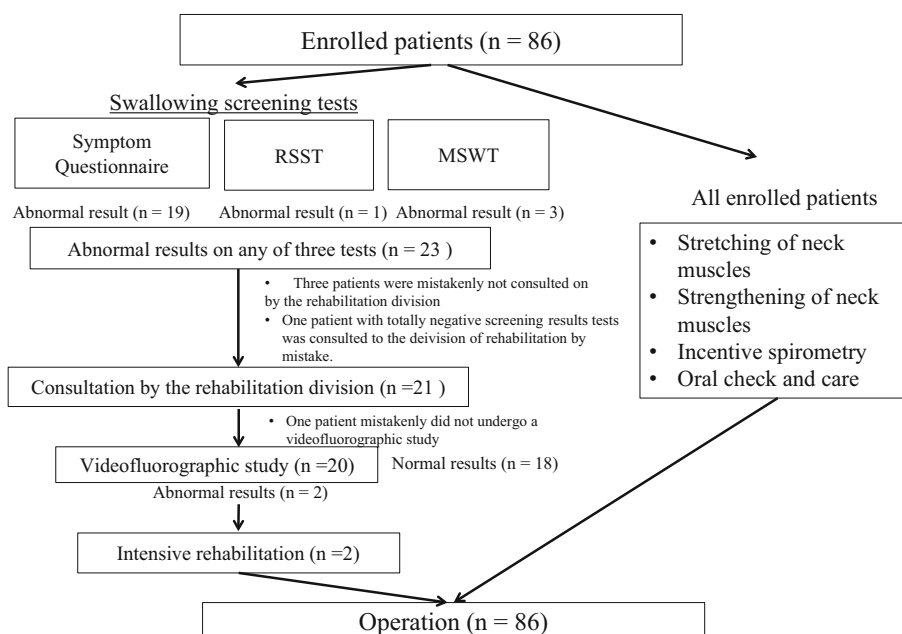 Enrolled patients (n = 86)
Swallowing screening tests
Symptom
Questionnaire
RSST
MSWT
Abnormal result (n = 19)
Abnormal result (n = 1)
Abnormal result (n = 3)
Abnormal results on any of three tests (n = 23 )
• Three patients were mistakenly not consulted on
by the rehabilitation division
• One patient with totally negative screening results tests
was consulted to the deivision of rehabilitation by
mistake.
Consultation by the rehabilitation division (n =21 )
• One patient mistakenly did not undergo a
videofluorographic study
Videofluorographic study (n =20)
Normal results (n = 18)
Abnormal results (n = 2)
Intensive rehabilitation (n =2)
All enrolled patients
• Stretching of neck
muscles
• Strengthening of neck
muscles
• Incentive spirometry
• Oral check and care
Operation (n = 86)